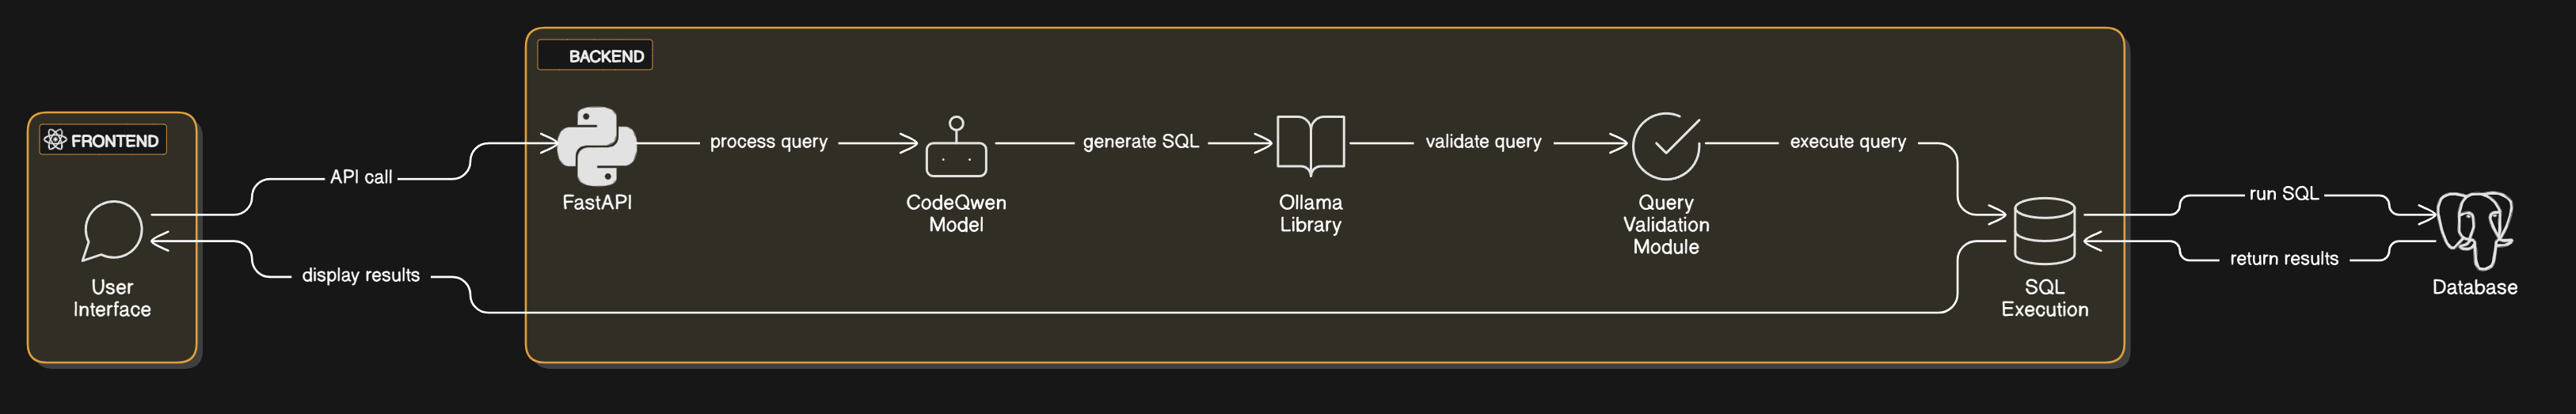 BACKEND
FRONTEND
API call
process query
generate SQL
validate query
execute query
FastAPI
CodeQwen
Model
Ollama
Library
Query
Validation
Module
run SQL
return results
display results
User
Interface
SQL
Execution
Database